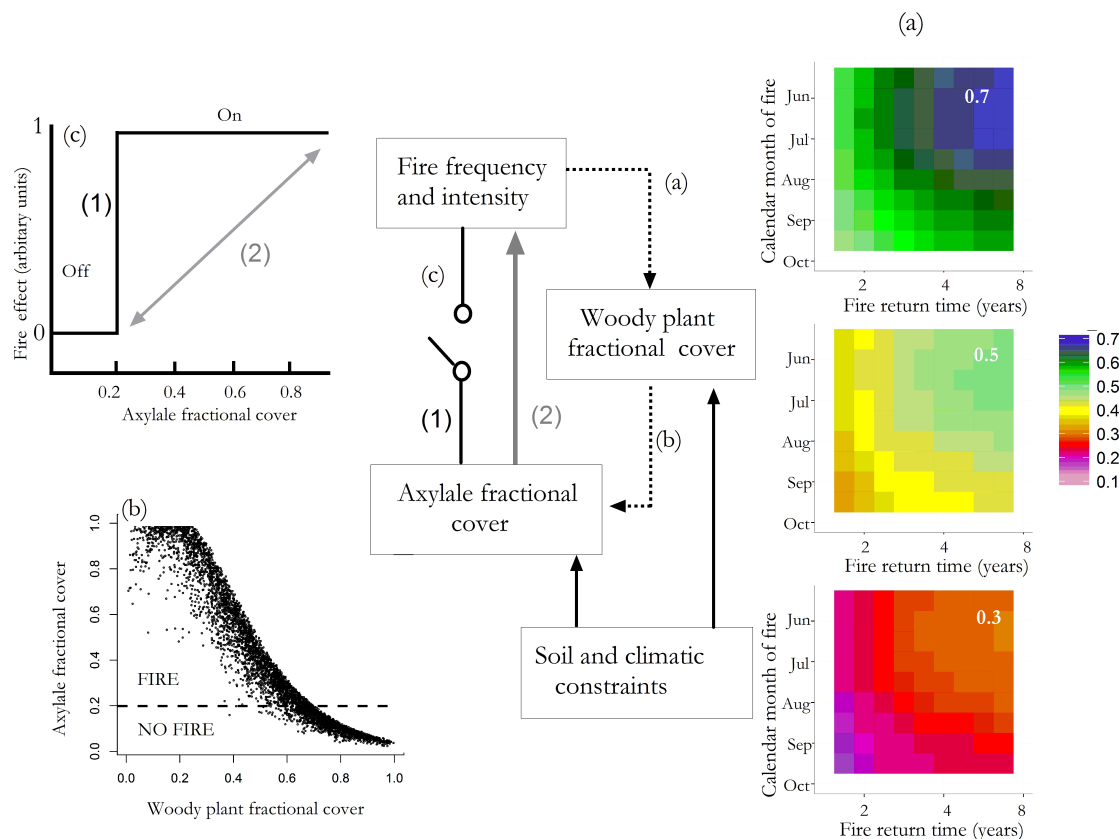 (c)
On
1
(1)
Off
(2)
0
0.2 0.4 0.6 0.8
Axylale fractional cover
Fire effect (arbitary units)
Fire frequency
and intensity
(a)
(c)
Woody plant
fractional cover
(1)
(2)
(b)
Axylale fractional
cover
Soil and climatic
constraints
(b)
1.0
0.8
0.6
0.4
0.2
0.0
FIRE
NO FIRE
0.0 0.2 0.4 0.6 0.8 1.0
Woody plant fractional cover
Axylale fractional cover
(a)
Calendar month of fire
Jun
Jul
Aug
Sep
Oct
0.7
2 4 8
Fire return time (years)
Jun
Jul
Aug
Sep
Oct
0.5
2 4 8
Fire return time (years)
0.7
0.6
0.5
0.4
0.3
0.2
0.1
Calendar month of fire
Jun
Jul
Aug
Sep
Oct
0.3
2 4 8
Fire return time (years)